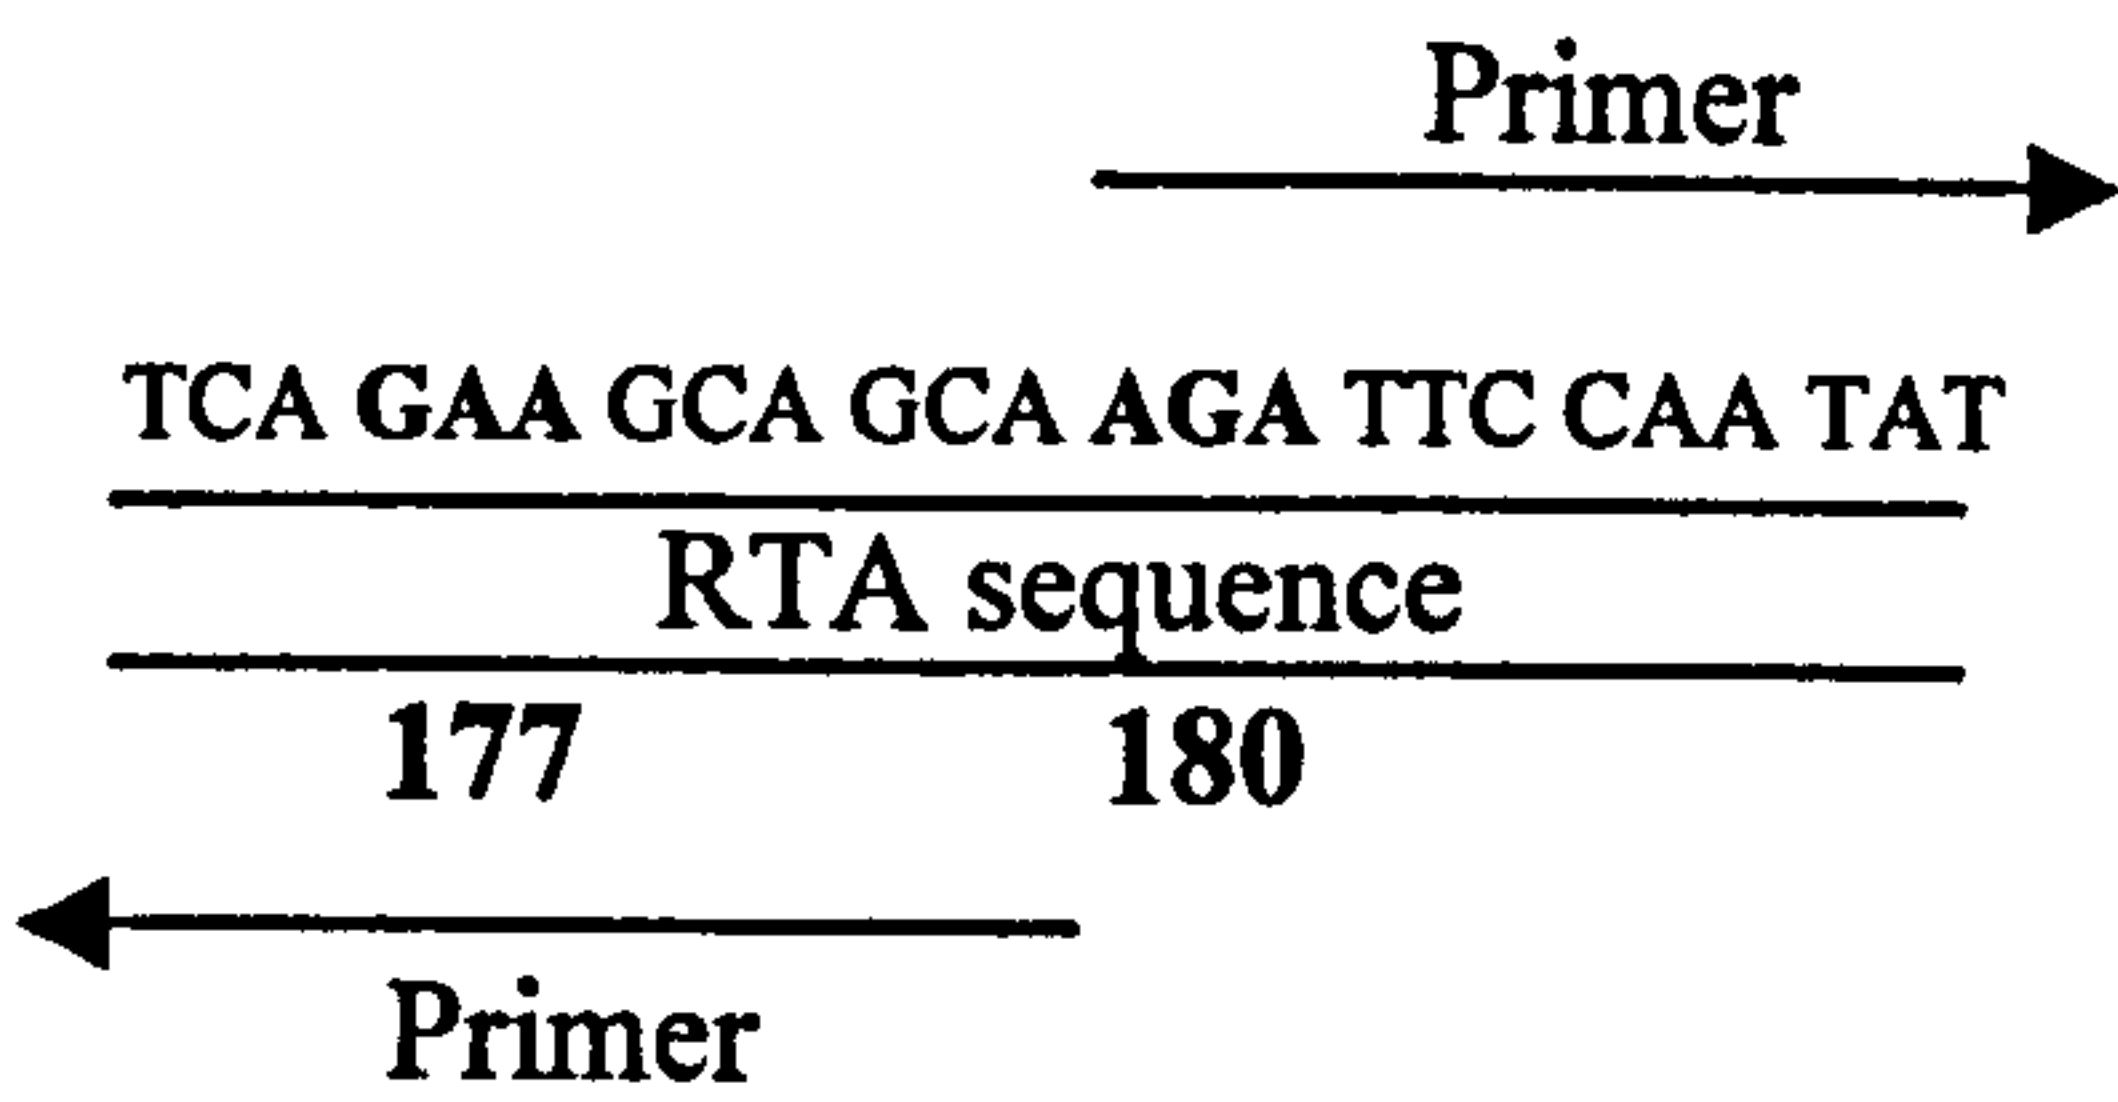 Primer
TCA GAA GCA GCA AGA TTC CAA TAT
RTA sequence
177 180
Primer